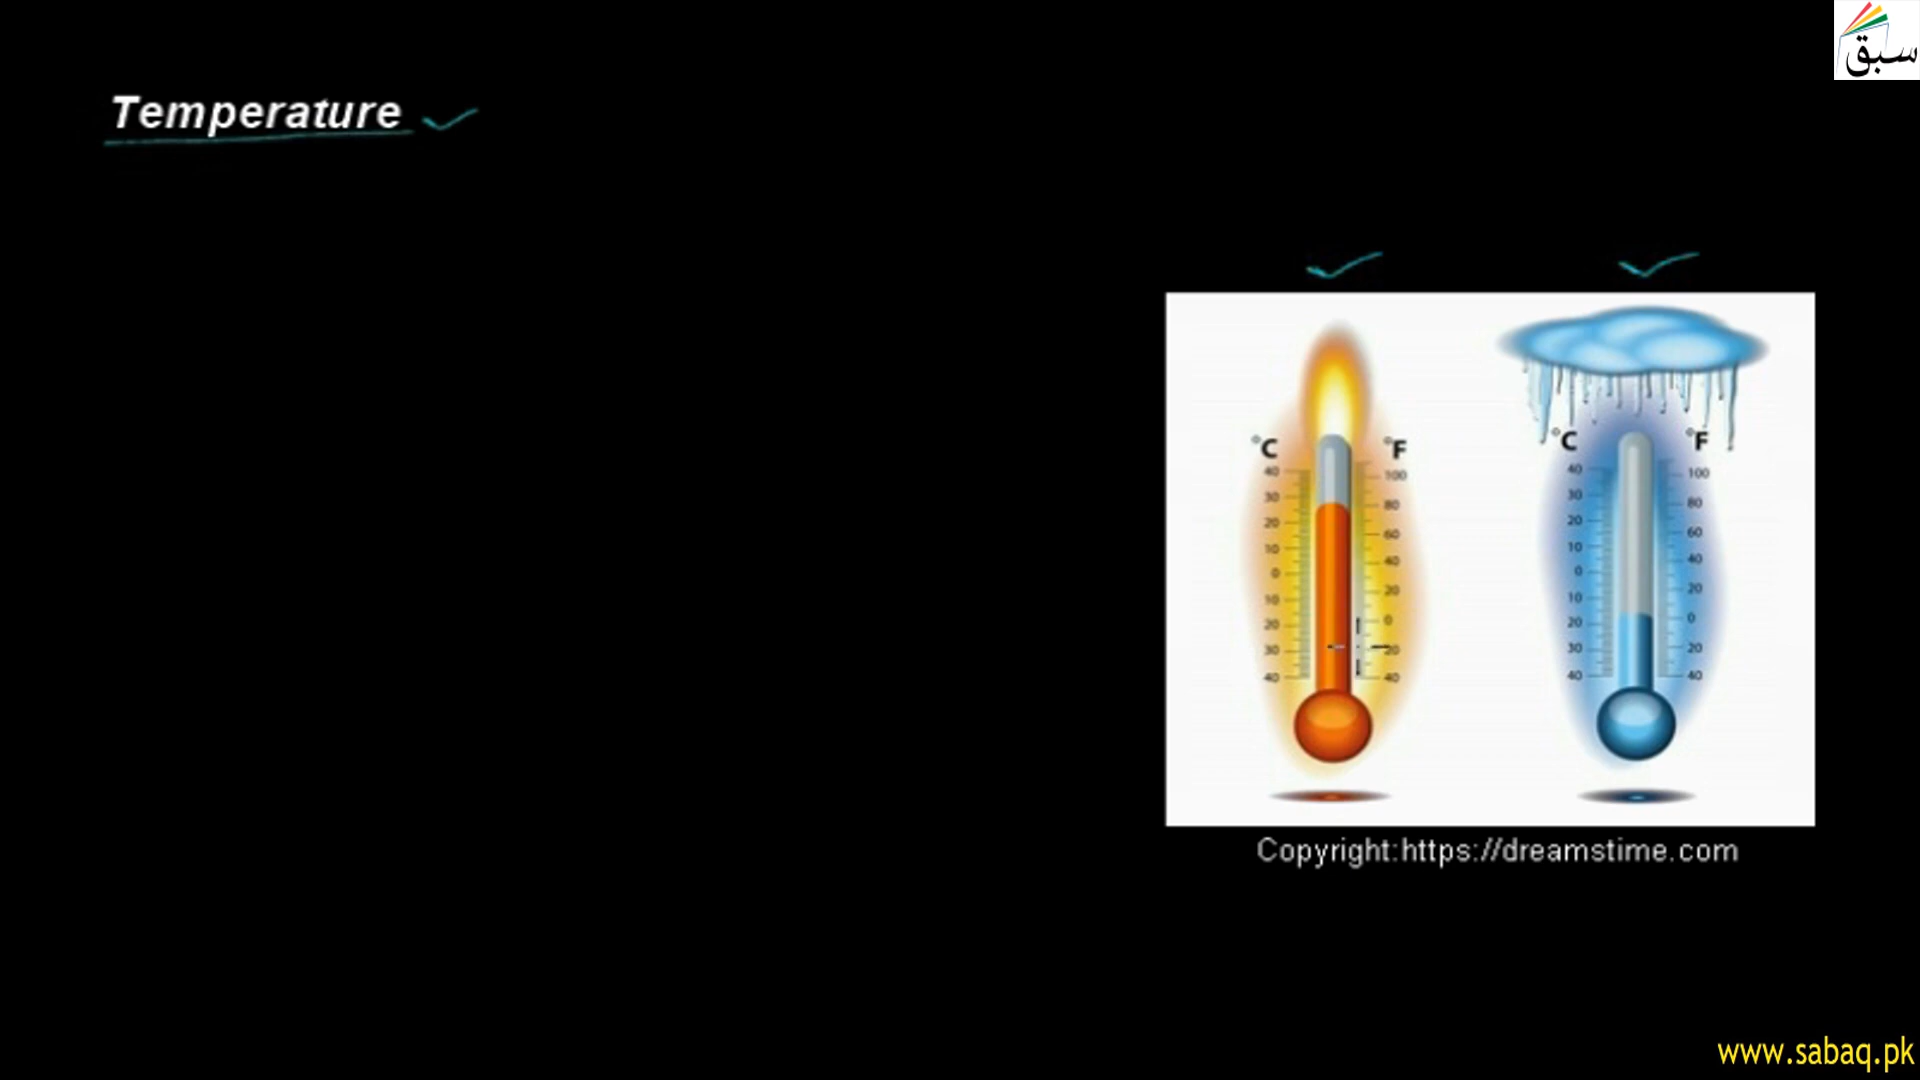 سبق
Temperature
°C °F °C °F
40 100 40 100
30 80 30 80
20 60 20 60
10 40 10 40
0 20 0 20
10 0 10 0
20 20 20 20
30 40 30 40
40 40
Copyright:https://dreamstime.com
www.sabaq.pk